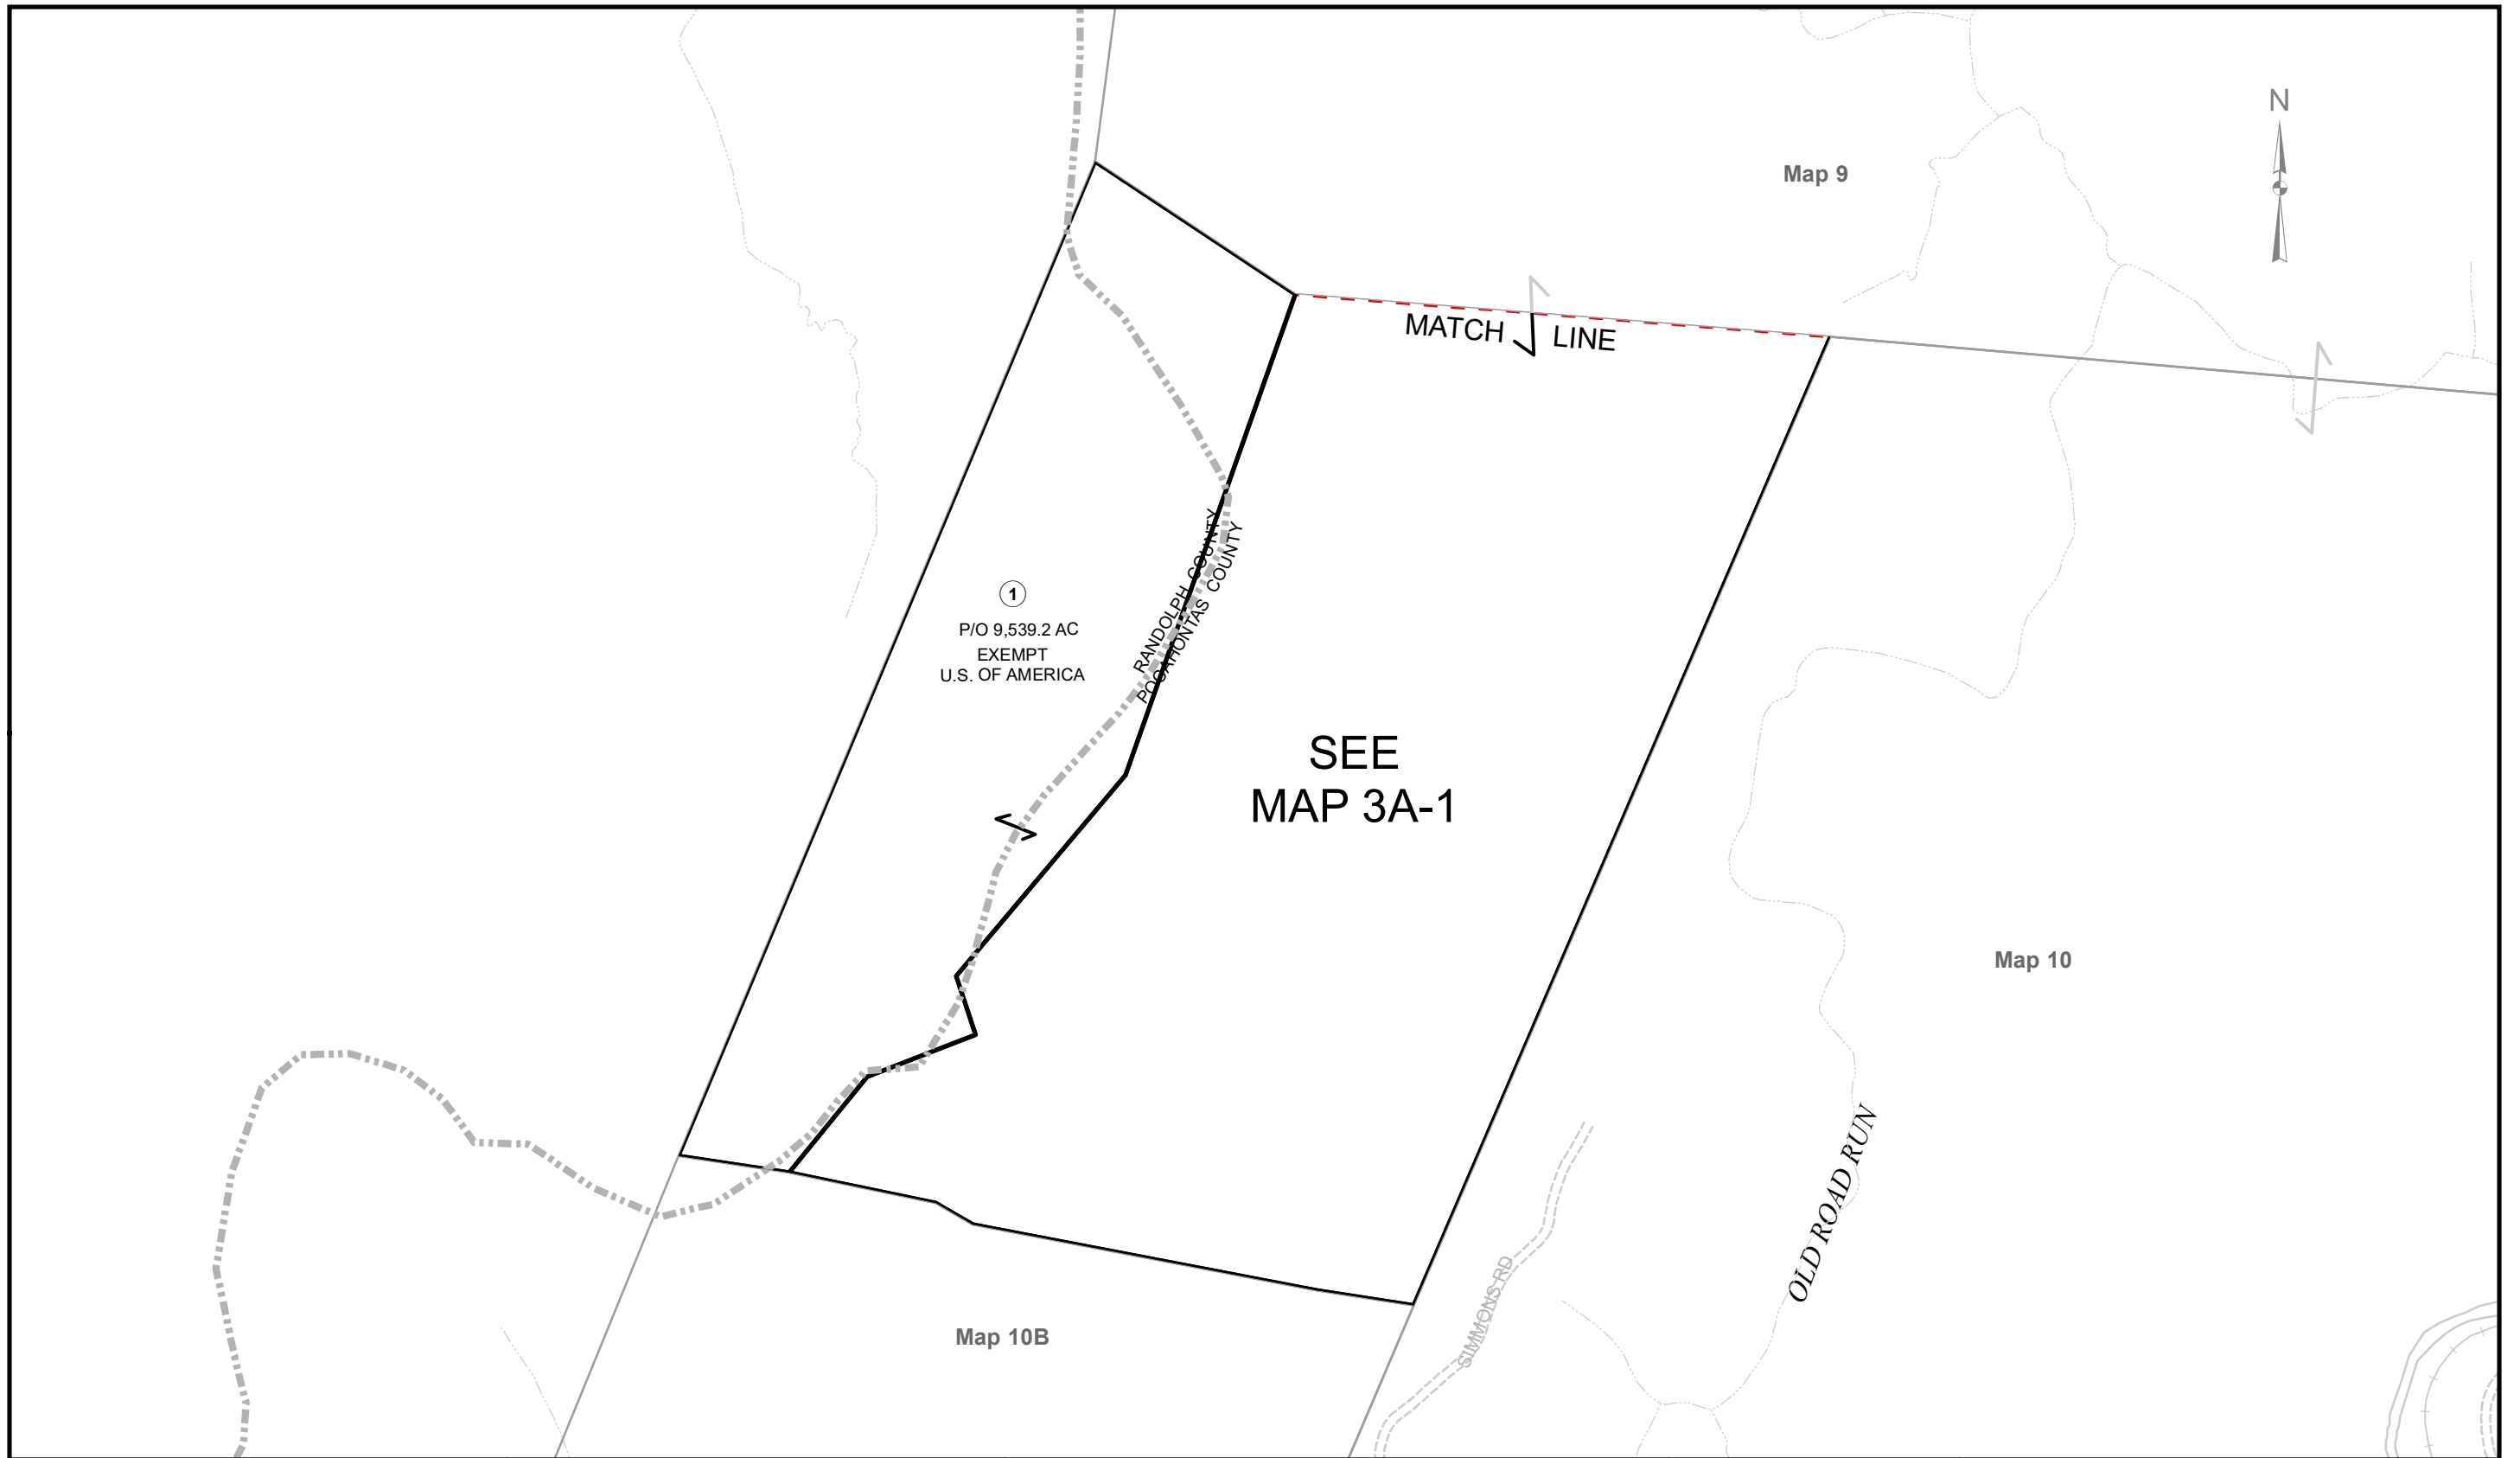 N
Map 9
MATCH LINE
RANDOLPH COUNTY
POCAHONTAS COUNTY
1
P/O 9,539.2 AC
EXEMPT
U.S. OF AMERICA
SEE
MAP 3A-1
Map 10
OLD ROAD RUN
SIMMONS RD
Map 10B